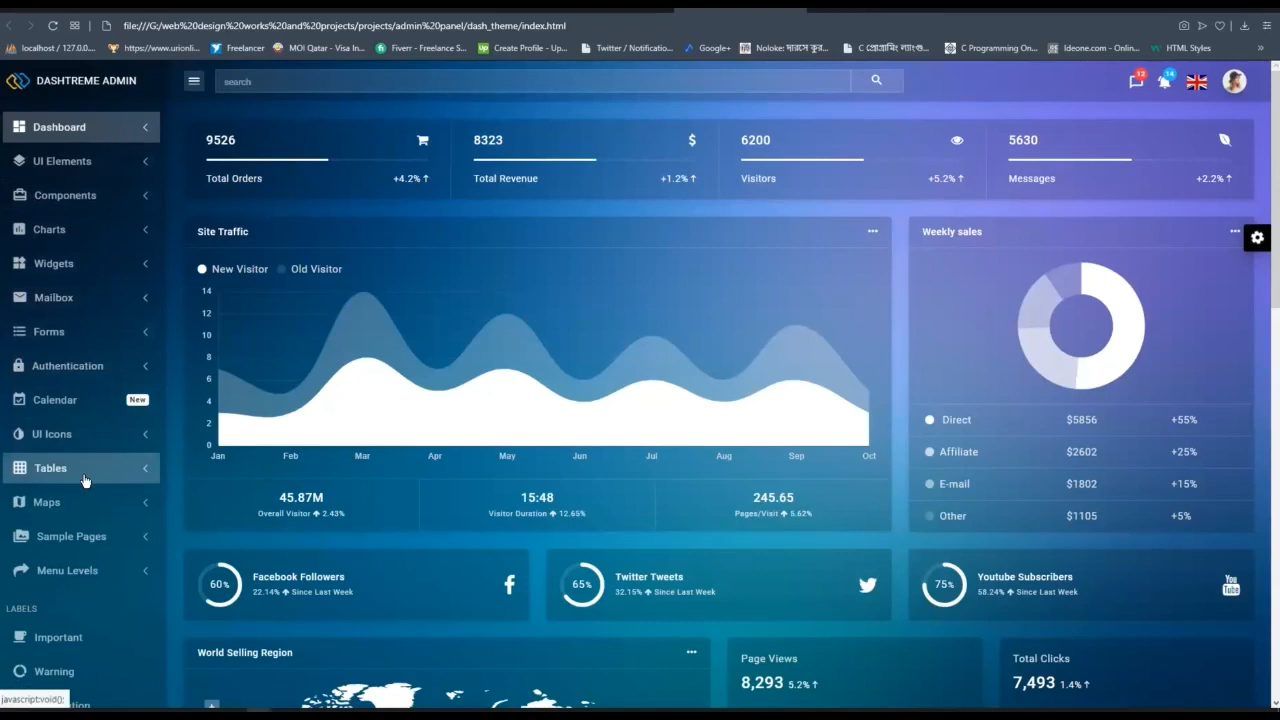 file:///G:/web%20design%20works%20and%20projects/projects/admin%20panel/dash_theme/index.html
localhost / 127.0.0... https://www.urionli... Freelancer MOI Qatar - Visa In... Fiverr - Freelance S... Create Profile - Up... Twitter / Notificatio... Google+ C Programming On... Ideone.com - Onlin... HTML Styles »
DASHTREME ADMIN
search
12
14
Dashboard
UI Elements
Components
Charts
Widgets
Mailbox
Forms
Authentication
Calendar New
UI Icons
Tables
Maps
Sample Pages
Menu Levels
LABELS
Important
Warning
javascript:void();
9526
Total Orders +4.2%
8323 $
Total Revenue +1.2%
6200
Visitors +5.2%
5630
Messages +2.2%
Site Traffic
New Visitor Old Visitor
14
12
10
8
6
4
2
0
Jan Feb Mar Apr May Jun Jul Aug Sep Oct
45.87M
Overall Visitor 2.43%
15:48
Visitor Duration 12.65%
245.65
Pages/Visit 5.62%
Weekly sales
Direct $5856 +55%
Affiliate $2602 +25%
E-mail $1802 +15%
Other $1105 +5%
60% Facebook Followers
22.14% Since Last Week
65% Twitter Tweets
32.15% Since Last Week
75% Youtube Subscribers
58.24% Since Last Week
You
Tube
World Selling Region
Page Views
8,293 5.2%
Total Clicks
7,493 1.4%